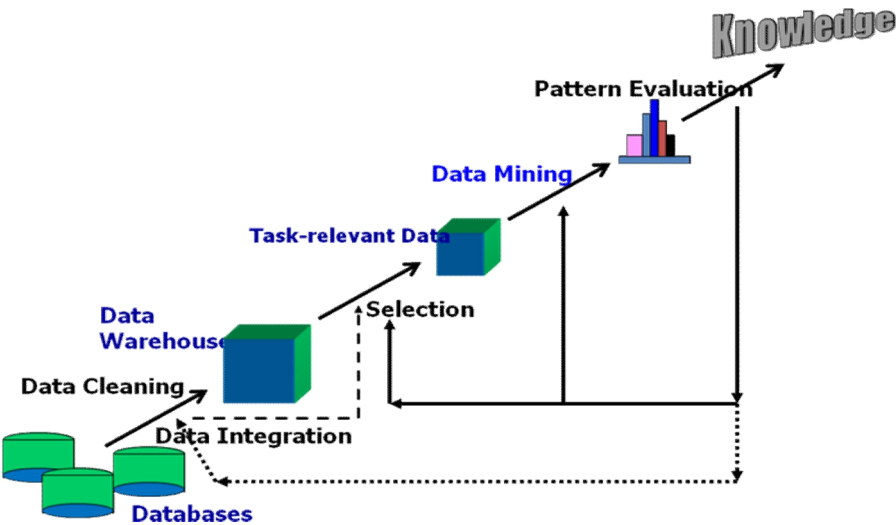 Knowledge
Pattern Evaluation
Data Mining
Task-relevant Data
Selection
Data
Warehouse
Data Cleaning
Data Integration
Databases